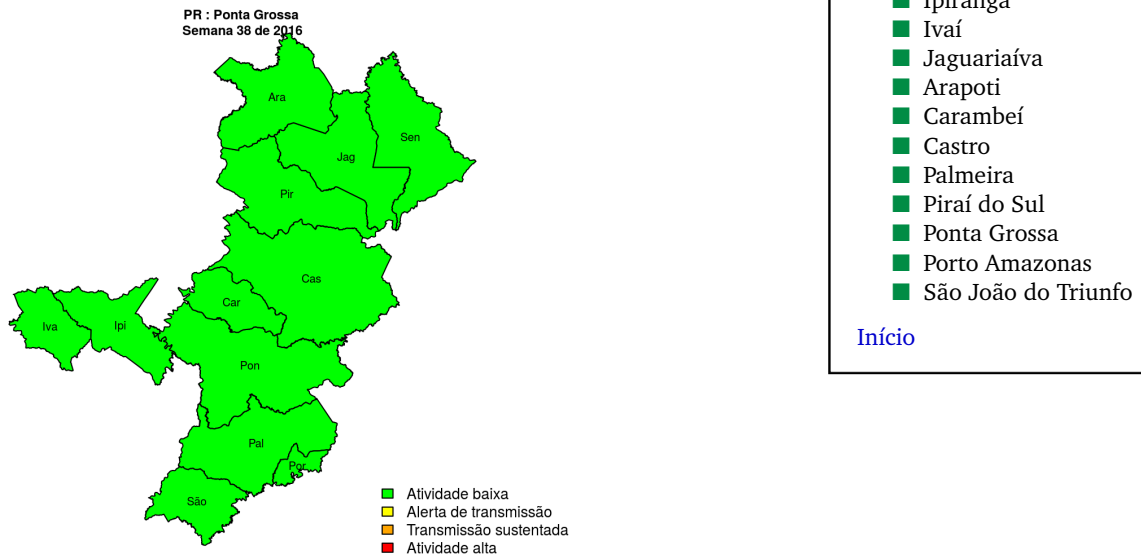 PR : Ponta Grossa
Semana 38 de 2016
Ara
Sen
Jag
Pir
Cas
Car
Iva
Ipi
Pon
Pal
Por
São
Atividade baixa
Alerta de transmissão
Transmissão sustentada
Atividade alta
Ipiranga
Ivaí
Jaguariaíva
Arapoti
Carambeí
Castro
Palmeira
Piraí do Sul
Ponta Grossa
Porto Amazonas
São João do Triunfo
Início